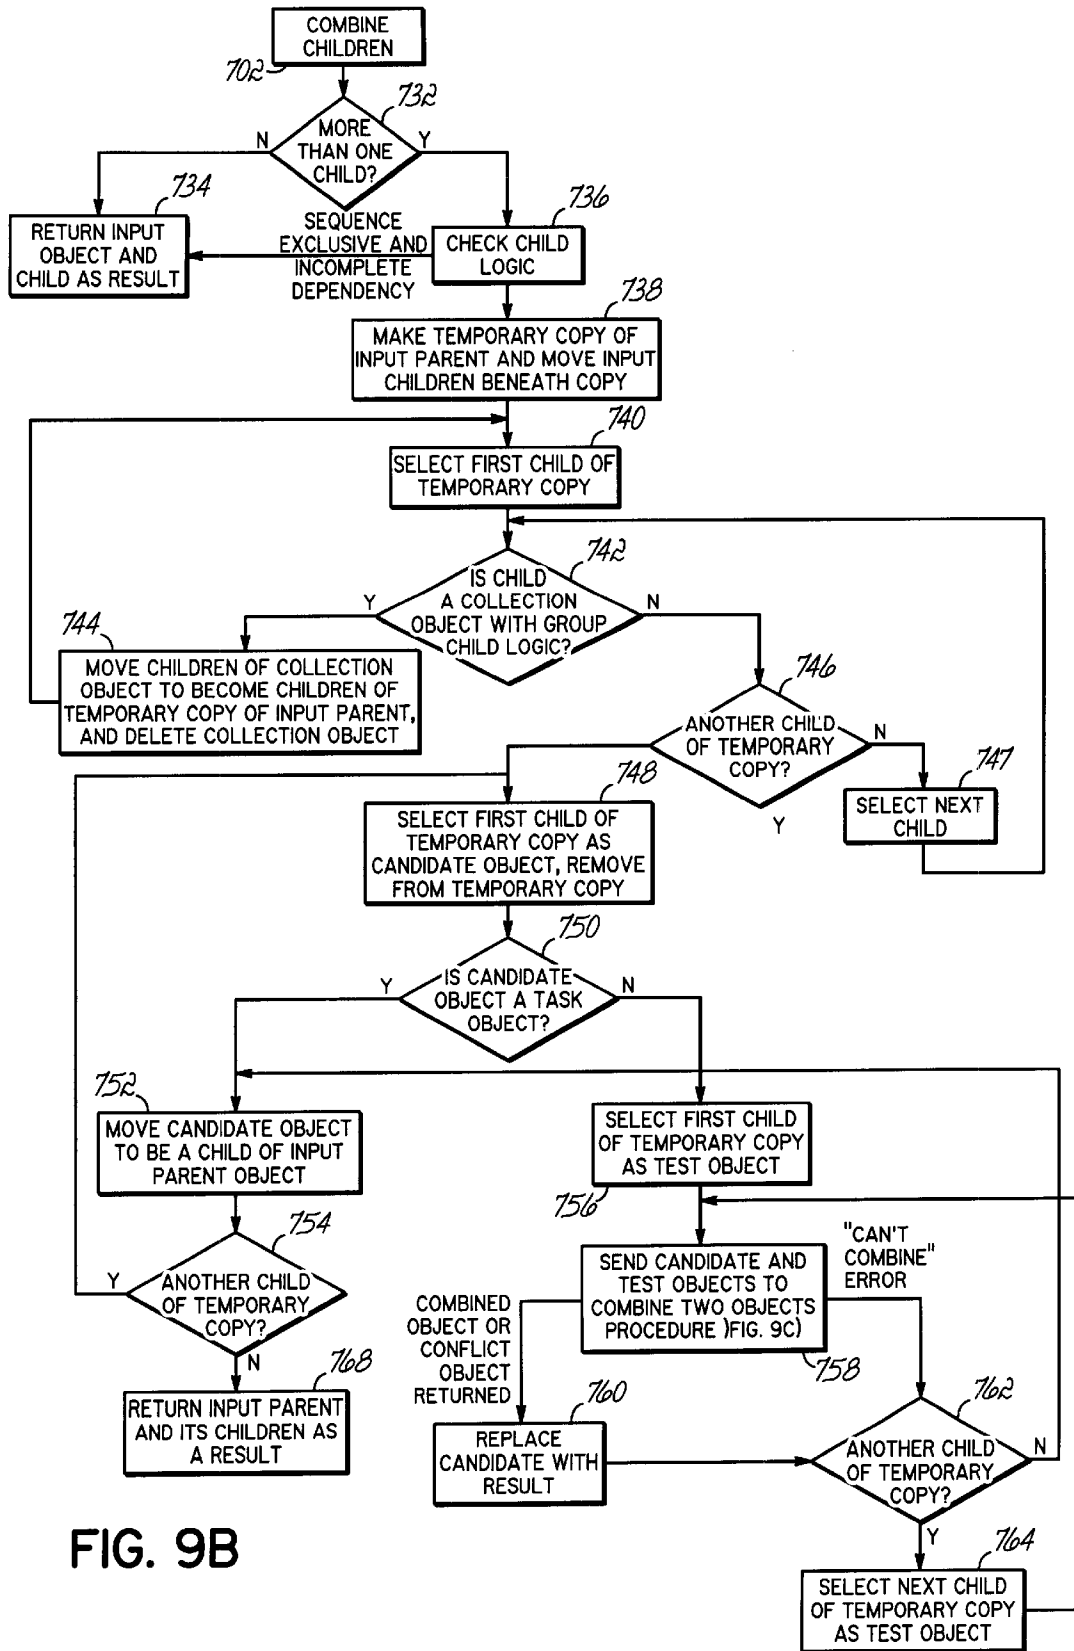 COMBINE
CHILDREN
702
732
MORE
THAN ONE
CHILD?
N
Y
734
RETURN INPUT
OBJECT AND
CHILD AS RESULT
SEQUENCE
EXCLUSIVE AND
INCOMPLETE
DEPENDENCY
736
CHECK CHILD
LOGIC
738
MAKE TEMPORARY COPY OF
INPUT PARENT AND MOVE INPUT
CHILDREN BENEATH COPY
740
SELECT FIRST CHILD OF
TEMPORARY COPY
742
IS CHILD
A COLLECTION
OBJECT WITH GROUP
CHILD LOGIC?
Y
N
744
MOVE CHILDREN OF COLLECTION
OBJECT TO BECOME CHILDREN OF
TEMPORARY COPY OF INPUT PARENT,
AND DELETE COLLECTION OBJECT
746
ANOTHER CHILD
OF TEMPORARY
COPY?
N
Y
747
SELECT NEXT
CHILD
748
SELECT FIRST CHILD OF
TEMPORARY COPY AS
CANDIDATE OBJECT, REMOVE
FROM TEMPORARY COPY
750
IS CANDIDATE
OBJECT A TASK
OBJECT?
Y
N
752
MOVE CANDIDATE OBJECT
TO BE A CHILD OF INPUT
PARENT OBJECT
754
ANOTHER CHILD
OF TEMPORARY
COPY?
Y
N
768
RETURN INPUT PARENT
AND ITS CHILDREN AS
A RESULT
SELECT FIRST CHILD
OF TEMPORARY COPY
AS TEST OBJECT
756
SEND CANDIDATE AND
TEST OBJECTS TO
COMBINE TWO OBJECTS
PROCEDURE )FIG. 9C)
758
"CAN'T
COMBINE"
ERROR
COMBINED
OBJECT OR
CONFLICT
OBJECT
RETURNED
760
REPLACE
CANDIDATE WITH
RESULT
762
ANOTHER CHILD
OF TEMPORARY
COPY?
N
Y
764
SELECT NEXT CHILD
OF TEMPORARY COPY
AS TEST OBJECT
FIG. 9B